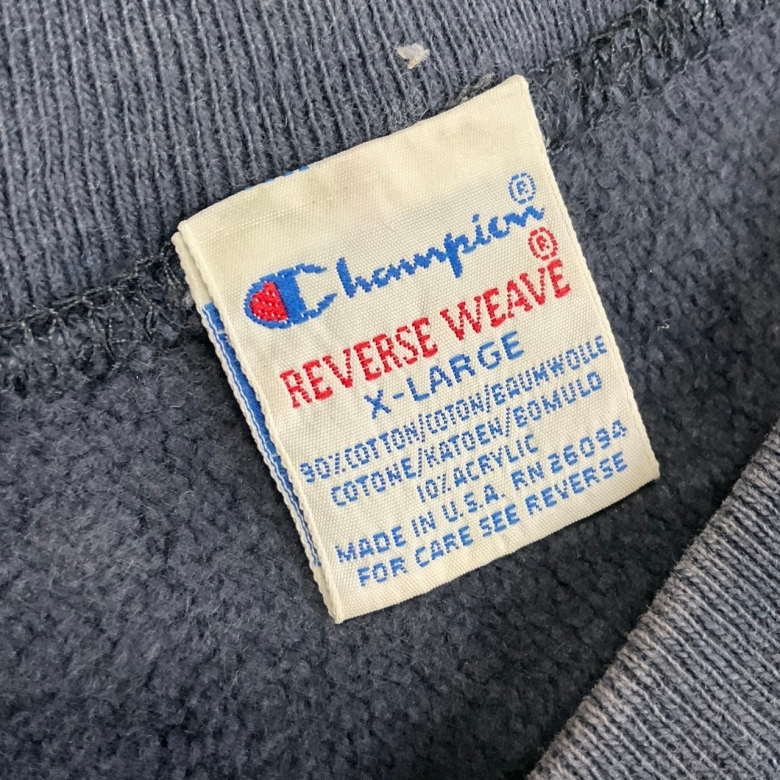 Champion®
REVERSE WEAVE®
X-LARGE
90% COTTON/COTON/BAUMWOLLE
COTONE/KATOEN/BOMULD
10% ACRYLIC
MADE IN U.S.A. RN 26094
FOR CARE SEE REVERSE